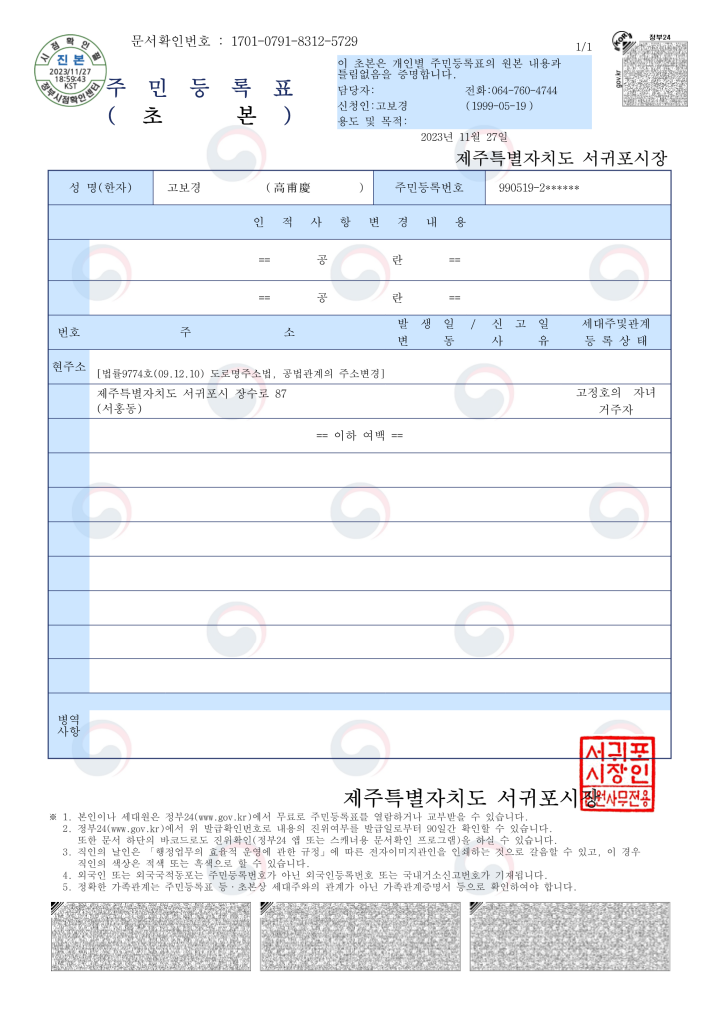 문서확인번호 : 1701-0791-8312-5729
1/1
정부24
gov.kr
시점확인필
진본
2023/11/27
18:59:43
KST
정부시점확인센터
주 민 등 록 표
( 초 본 )
이 초본은 개인별 주민등록표의 원본 내용과
틀림없음을 증명합니다.
담당자: 전화:064-760-4744
신청인:고보경 (1999-05-19)
용도 및 목적:
2023년 11월 27일
제주특별자치도 서귀포시장
성 명(한자) 고보경 (高甫慶 ) 주민등록번호 990519-2******
인 적 사 항 변 경 내 용
== 공 란 ==
== 공 란 ==
번호 주 소 발 생 일 / 신 고 일 세대주및관계
변 동 사 유 등 록 상 태
현주소 [법률9774호(09.12.10) 도로명주소법, 공법관계의 주소변경]
제주특별자치도 서귀포시 장수로 87 고정호의 자녀
(서홍동) 거주자
== 이하 여백 ==
병역
사항
제주특별자치도 서귀포시장
서귀포
시장인
민원사무전용
※ 1. 본인이나 세대원은 정부24(www.gov.kr)에서 무료로 주민등록표를 열람하거나 교부받을 수 있습니다.
2. 정부24(www.gov.kr)에서 위 발급확인번호로 내용의 진위여부를 발급일로부터 90일간 확인할 수 있습니다.
또한 문서 하단의 바코드로도 진위확인(정부24 앱 또는 스캐너용 문서확인 프로그램)을 하실 수 있습니다.
3. 직인의 날인은 「행정업무의 효율적 운영에 관한 규정」에 따른 전자이미지관인을 인쇄하는 것으로 갈음할 수 있고, 이 경우
직인의 색상은 적색 또는 흑색으로 할 수 있습니다.
4. 외국인 또는 외국국적동포는 주민등록번호가 아닌 외국인등록번호 또는 국내거소신고번호가 기재됩니다.
5. 정확한 가족관계는 주민등록표 등·초본상 세대주와의 관계가 아닌 가족관계증명서 등으로 확인하여야 합니다.